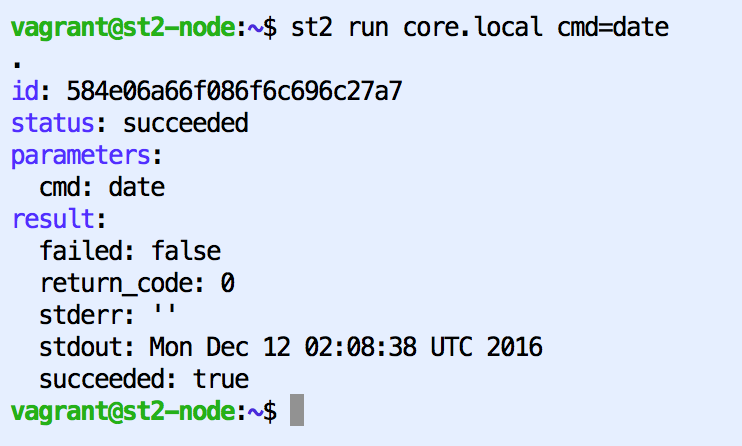 vagrant@st2-node:~$ st2 run core.local cmd=date
.
id: 584e06a66f086f6c696c27a7
status: succeeded
parameters:
  cmd: date
result:
  failed: false
  return_code: 0
  stderr: ''
  stdout: Mon Dec 12 02:08:38 UTC 2016
  succeeded: true
vagrant@st2-node:~$